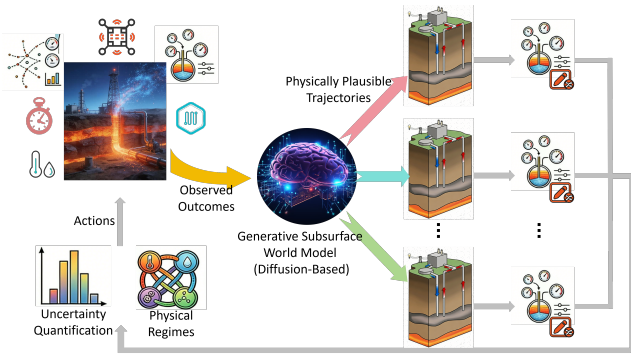 Physically Plausible
Trajectories
Observed
Outcomes
Actions
Generative Subsurface
World Model
(Diffusion-Based)
Uncertainty
Quantification
Physical
Regimes